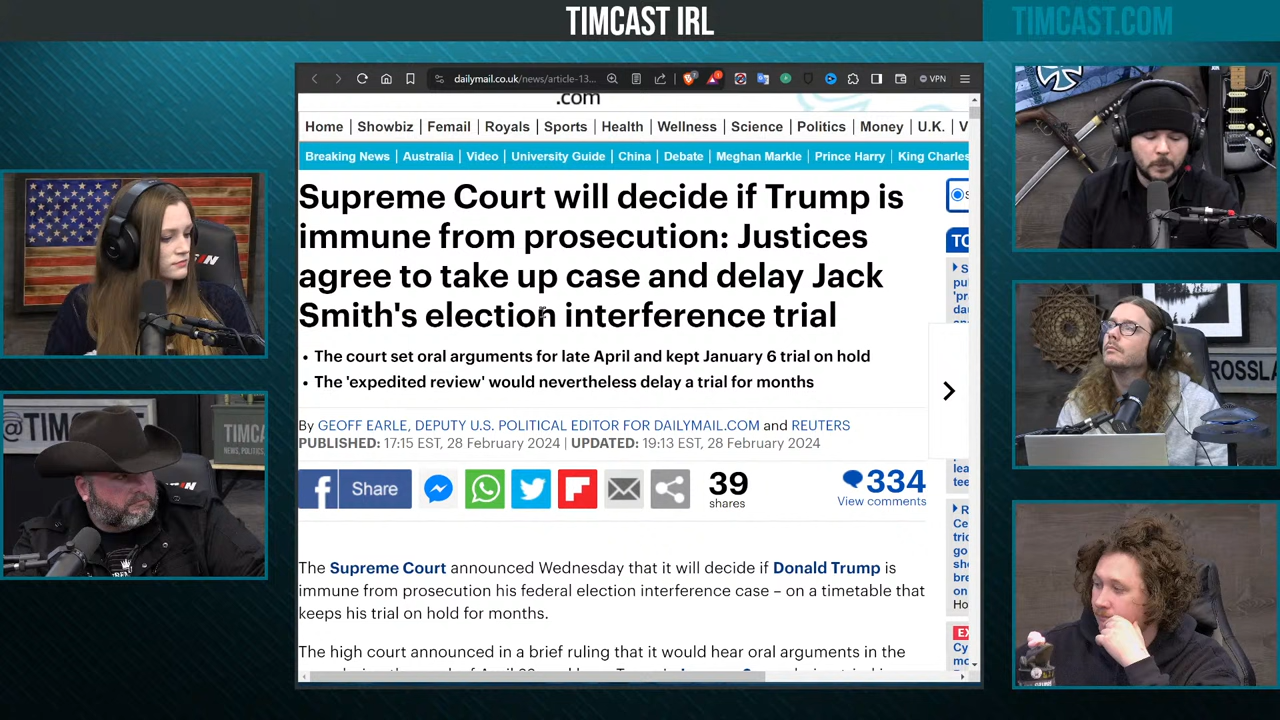 TIMCAST IRL
TIMCAST.COM
dailymail.co.uk/news/article-13...
VPN
.com
Home | Showbiz | Femail | Royals | Sports | Health | Wellness | Science | Politics | Money | U.K. | V
Breaking News | Australia | Video | University Guide | China | Debate | Meghan Markle | Prince Harry | King Charles
Supreme Court will decide if Trump is
immune from prosecution: Justices
agree to take up case and delay Jack
Smith's election interference trial
• The court set oral arguments for late April and kept January 6 trial on hold
• The 'expedited review' would nevertheless delay a trial for months
By GEOFF EARLE, DEPUTY U.S. POLITICAL EDITOR FOR DAILYMAIL.COM and REUTERS
PUBLISHED: 17:15 EST, 28 February 2024 | UPDATED: 19:13 EST, 28 February 2024
f Share
39
shares
334
View comments
The Supreme Court announced Wednesday that it will decide if Donald Trump is
immune from prosecution his federal election interference case – on a timetable that
keeps his trial on hold for months.
The high court announced in a brief ruling that it would hear oral arguments in the
@TIM
TIMCA
ROSSLA